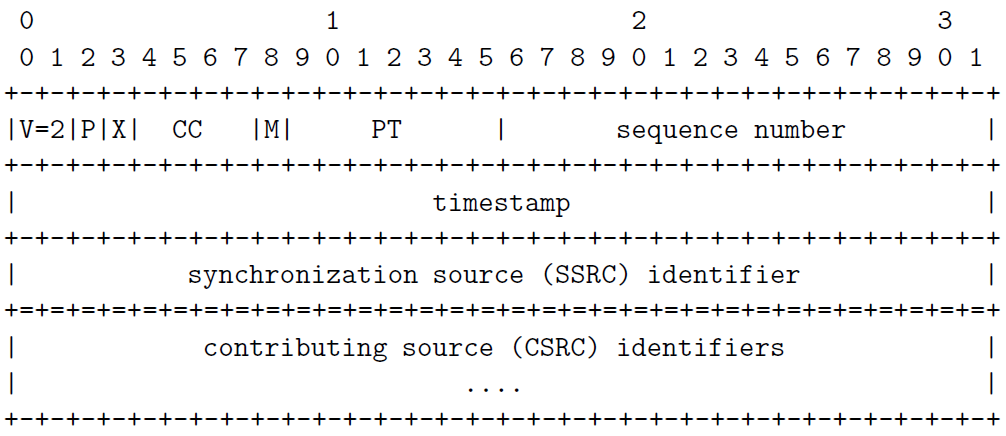 0                   1                   2                   3
 0 1 2 3 4 5 6 7 8 9 0 1 2 3 4 5 6 7 8 9 0 1 2 3 4 5 6 7 8 9 0 1
+-+-+-+-+-+-+-+-+-+-+-+-+-+-+-+-+-+-+-+-+-+-+-+-+-+-+-+-+-+-+-+-+
|V=2|P|X|  CC   |M|     PT      |       sequence number         |
+-+-+-+-+-+-+-+-+-+-+-+-+-+-+-+-+-+-+-+-+-+-+-+-+-+-+-+-+-+-+-+-+
|                           timestamp                           |
+-+-+-+-+-+-+-+-+-+-+-+-+-+-+-+-+-+-+-+-+-+-+-+-+-+-+-+-+-+-+-+-+
|           synchronization source (SSRC) identifier            |
+=+=+=+=+=+=+=+=+=+=+=+=+=+=+=+=+=+=+=+=+=+=+=+=+=+=+=+=+=+=+=+=+
|            contributing source (CSRC) identifiers             |
|                             ....                              |
+-+-+-+-+-+-+-+-+-+-+-+-+-+-+-+-+-+-+-+-+-+-+-+-+-+-+-+-+-+-+-+-+